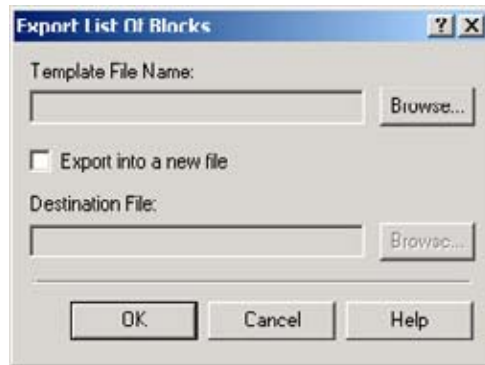 Export List Of Blocks
Template File Name:
Browse...
Export into a new file
Destination File:
Browse...
OK Cancel Help